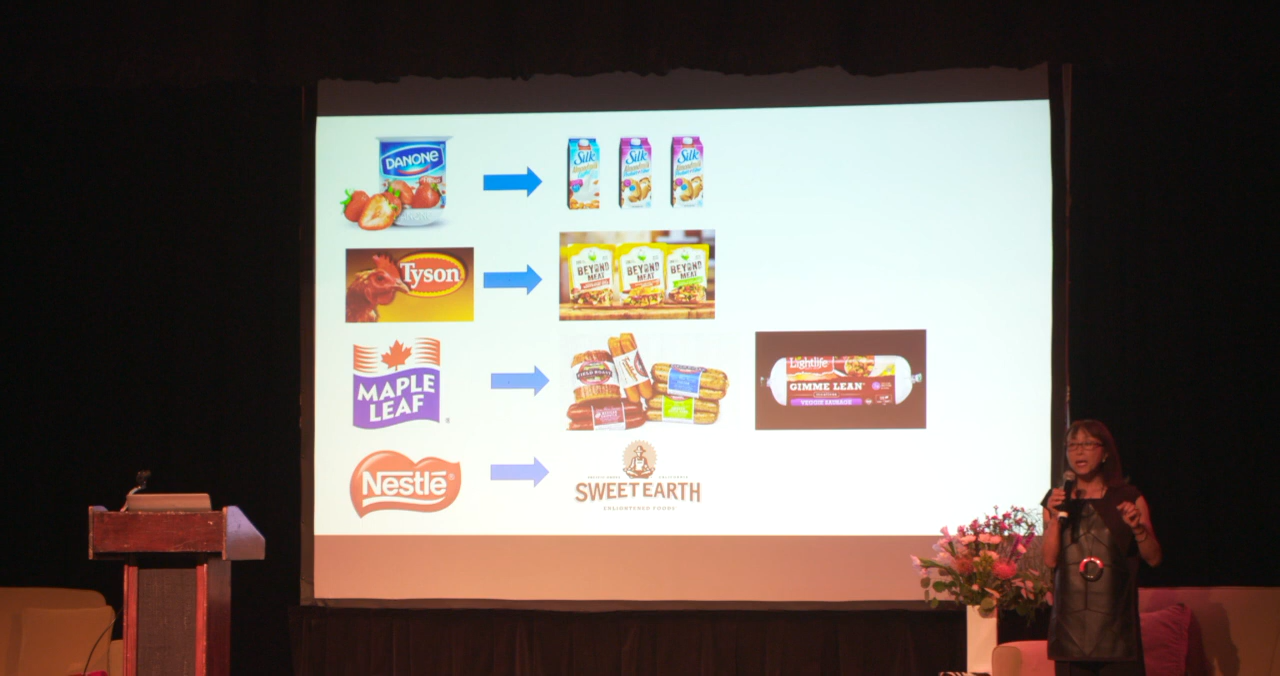 DANONE
Silk
Silk
Silk
Tyson
BEYOND
MEAT
BEYOND
MEAT
BEYOND
MEAT
MAPLE
LEAF
FIELD ROAST
Lightlife
GIMME LEAN
VEGGIE SAUSAGE
Nestlé
SWEET EARTH
ENLIGHTENED FOODS